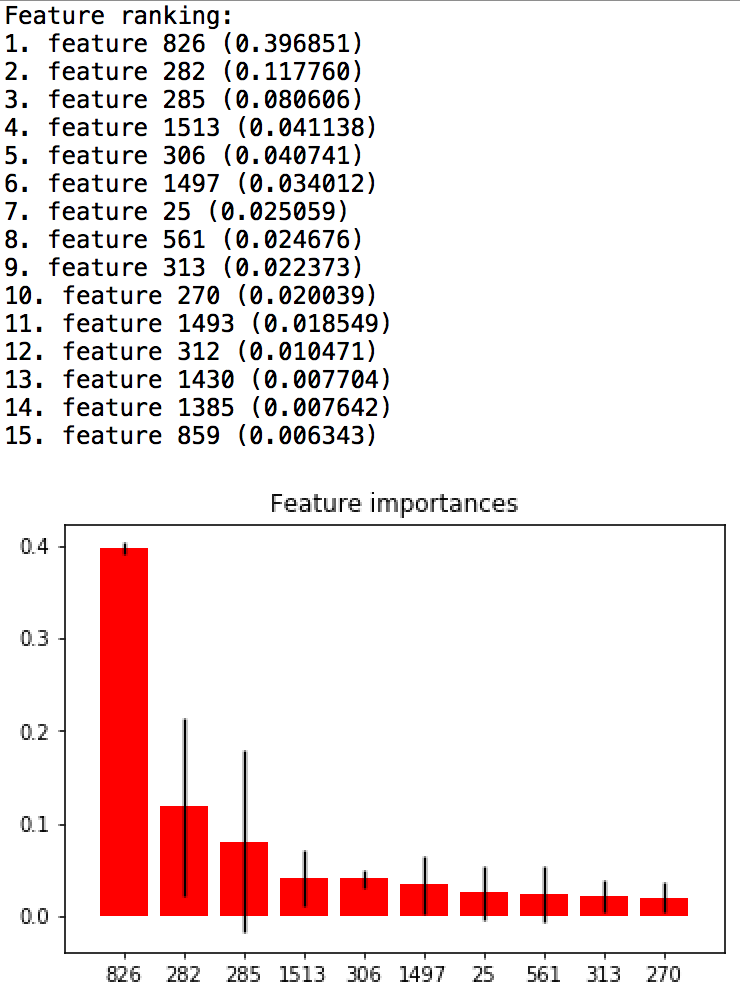 Feature ranking:
1. feature 826 (0.396851)
2. feature 282 (0.117760)
3. feature 285 (0.080606)
4. feature 1513 (0.041138)
5. feature 306 (0.040741)
6. feature 1497 (0.034012)
7. feature 25 (0.025059)
8. feature 561 (0.024676)
9. feature 313 (0.022373)
10. feature 270 (0.020039)
11. feature 1493 (0.018549)
12. feature 312 (0.010471)
13. feature 1430 (0.007704)
14. feature 1385 (0.007642)
15. feature 859 (0.006343)
Feature importances
0.4
0.3
0.2
0.1
0.0
826 282 285 1513 306 1497 25 561 313 270